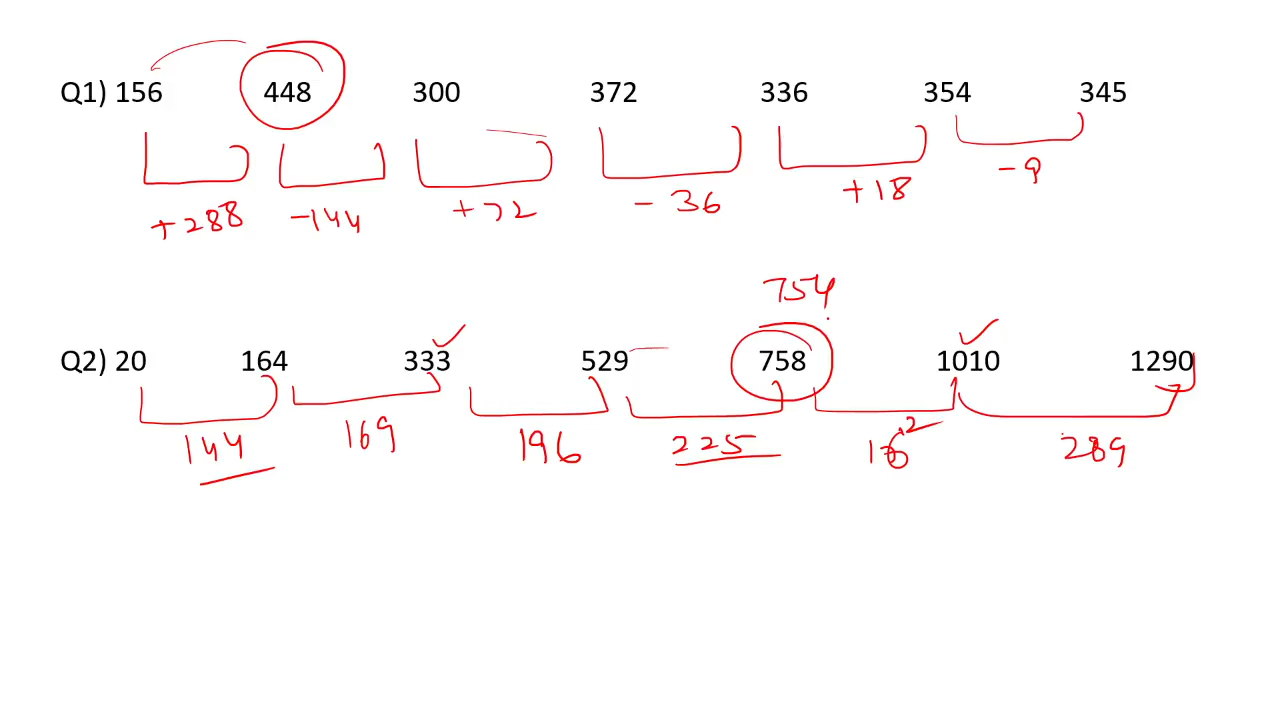 Q1) 156 448 300 372 336 354 345
+288 -144 +72 - 36 +18 - 9
754
Q2) 20 164 333 529 758 1010 1290
144 169 196 225 16² 289